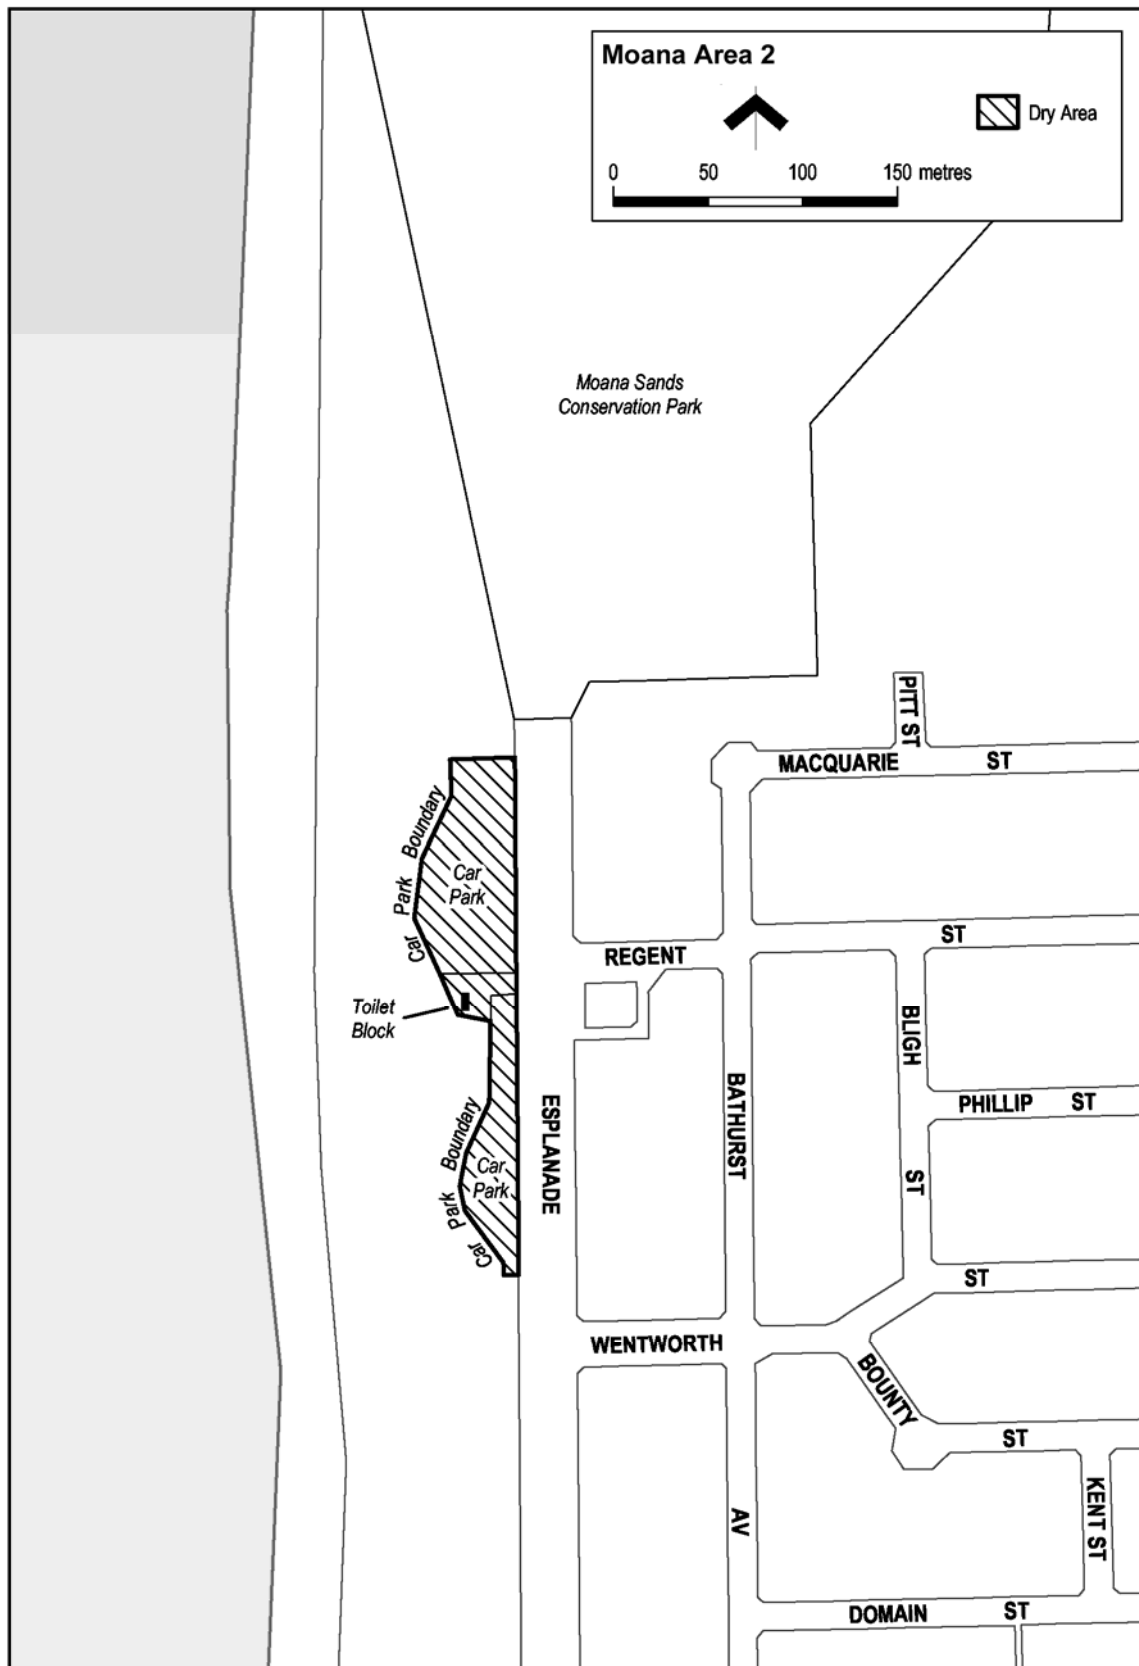 Moana Area 2
Dry Area
0 50 100 150 metres
Moana Sands
Conservation Park
PITT ST
MACQUARIE ST
Car Park Boundary
Car
Park
REGENT ST
Toilet
Block
BLIGH ST
ESPLANADE
BATHURST AV
PHILLIP ST
Car Park Boundary
Car
Park
WENTWORTH ST
BOUNTY ST
KENT ST
DOMAIN ST